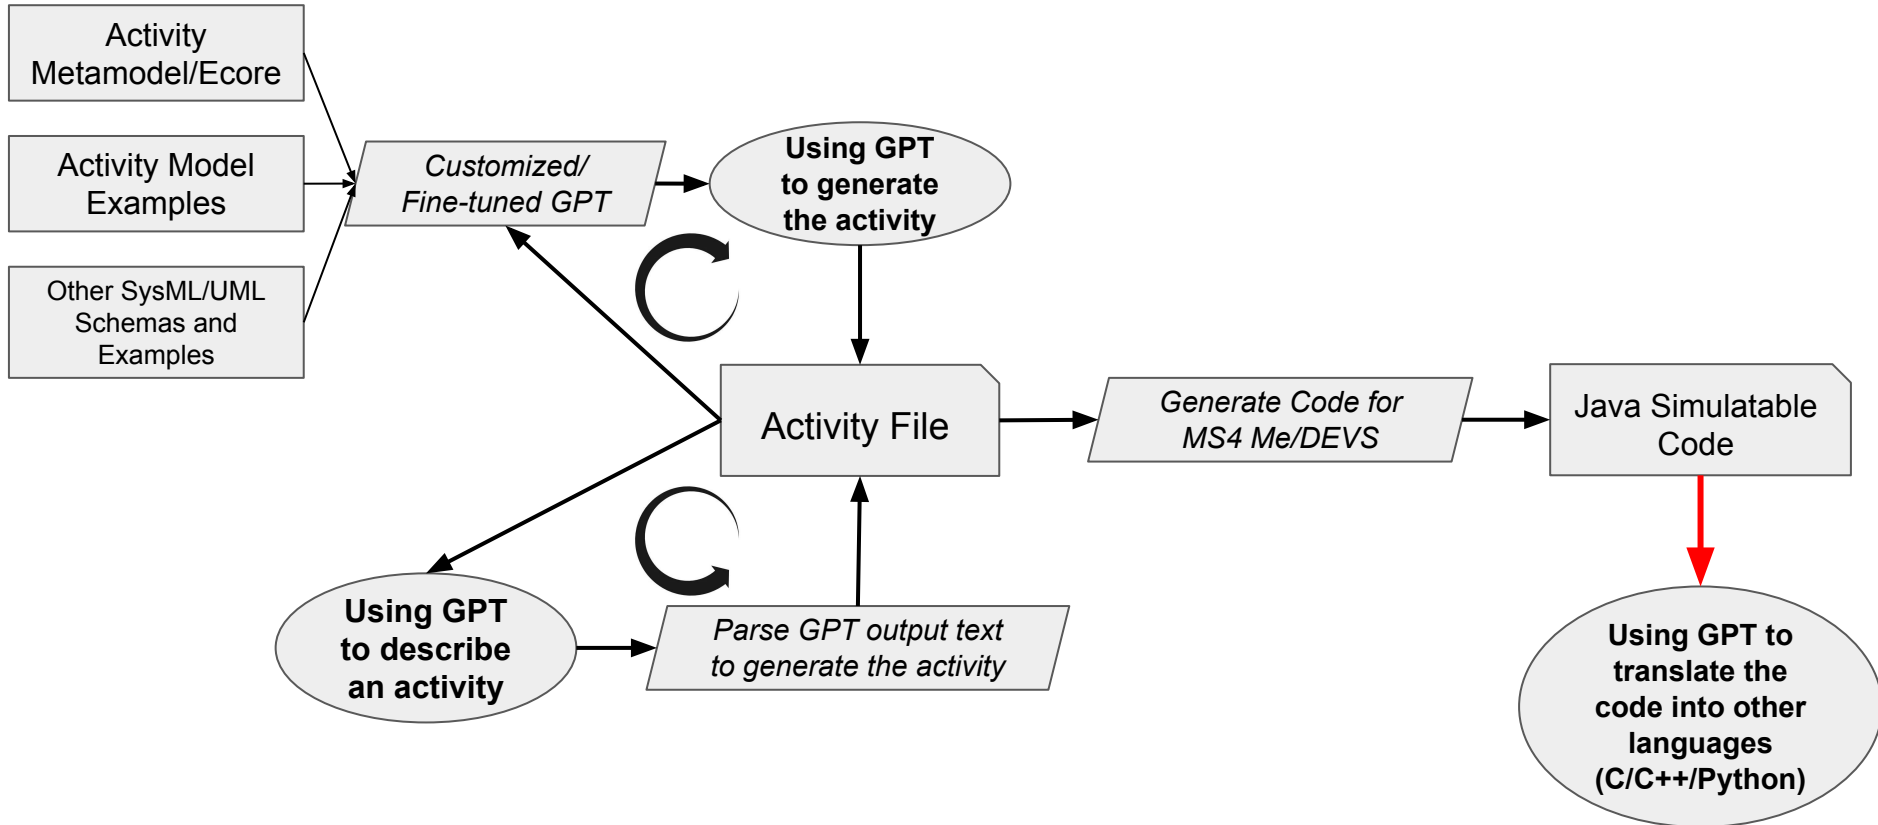 Activity
Metamodel/Ecore
Activity Model
Examples
Other SysML/UML
Schemas and
Examples
Customized/
Fine-tuned GPT
Using GPT
to generate
the activity
Activity File
Generate Code for
MS4 Me/DEVS
Java Simulatable
Code
Using GPT
to describe
an activity
Parse GPT output text
to generate the activity
Using GPT to
translate the
code into other
languages
(C/C++/Python)